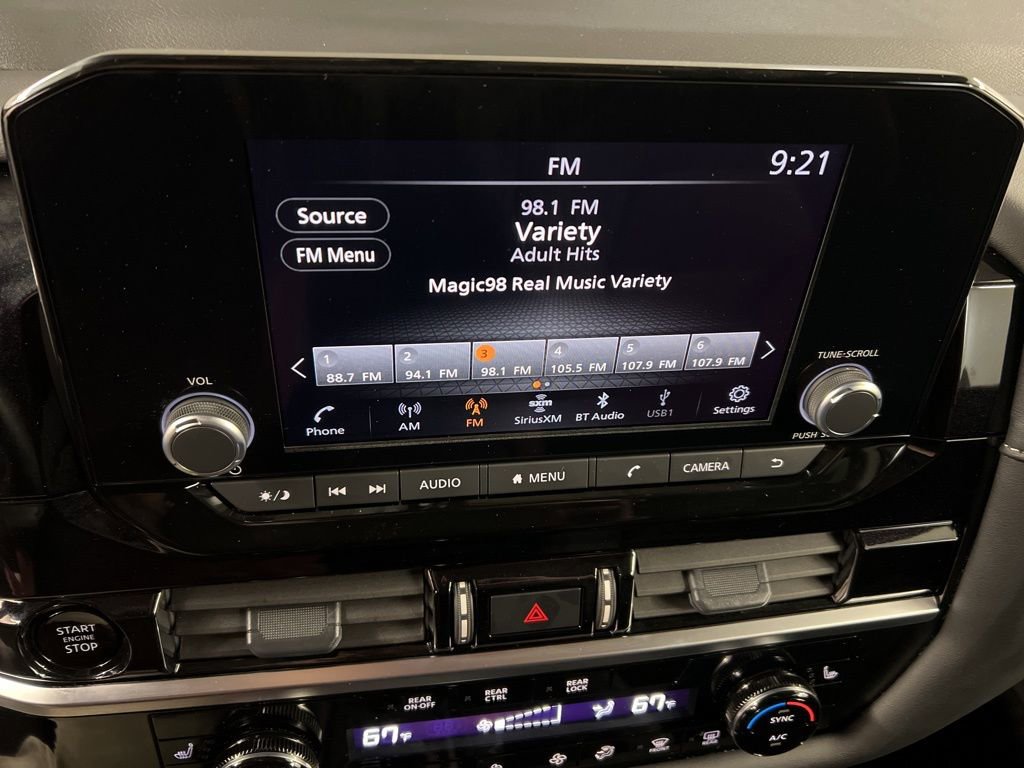 FM
9:21
Source
98.1 FM
Variety
FM Menu
Adult Hits
Magic98 Real Music Variety
1 88.7 FM
2 94.1 FM
3 98.1 FM
4 105.5 FM
5 107.9 FM
6 107.9 FM
VOL
TUNE·SCROLL
Phone
AM
FM
sxm
SiriusXM
BT Audio
USB1
Settings
AUDIO
MENU
CAMERA
START
ENGINE
STOP
REAR
ON·OFF
REAR
CTRL
REAR
LOCK
67°F
67°F
SYNC
A/C
FRONT
REAR